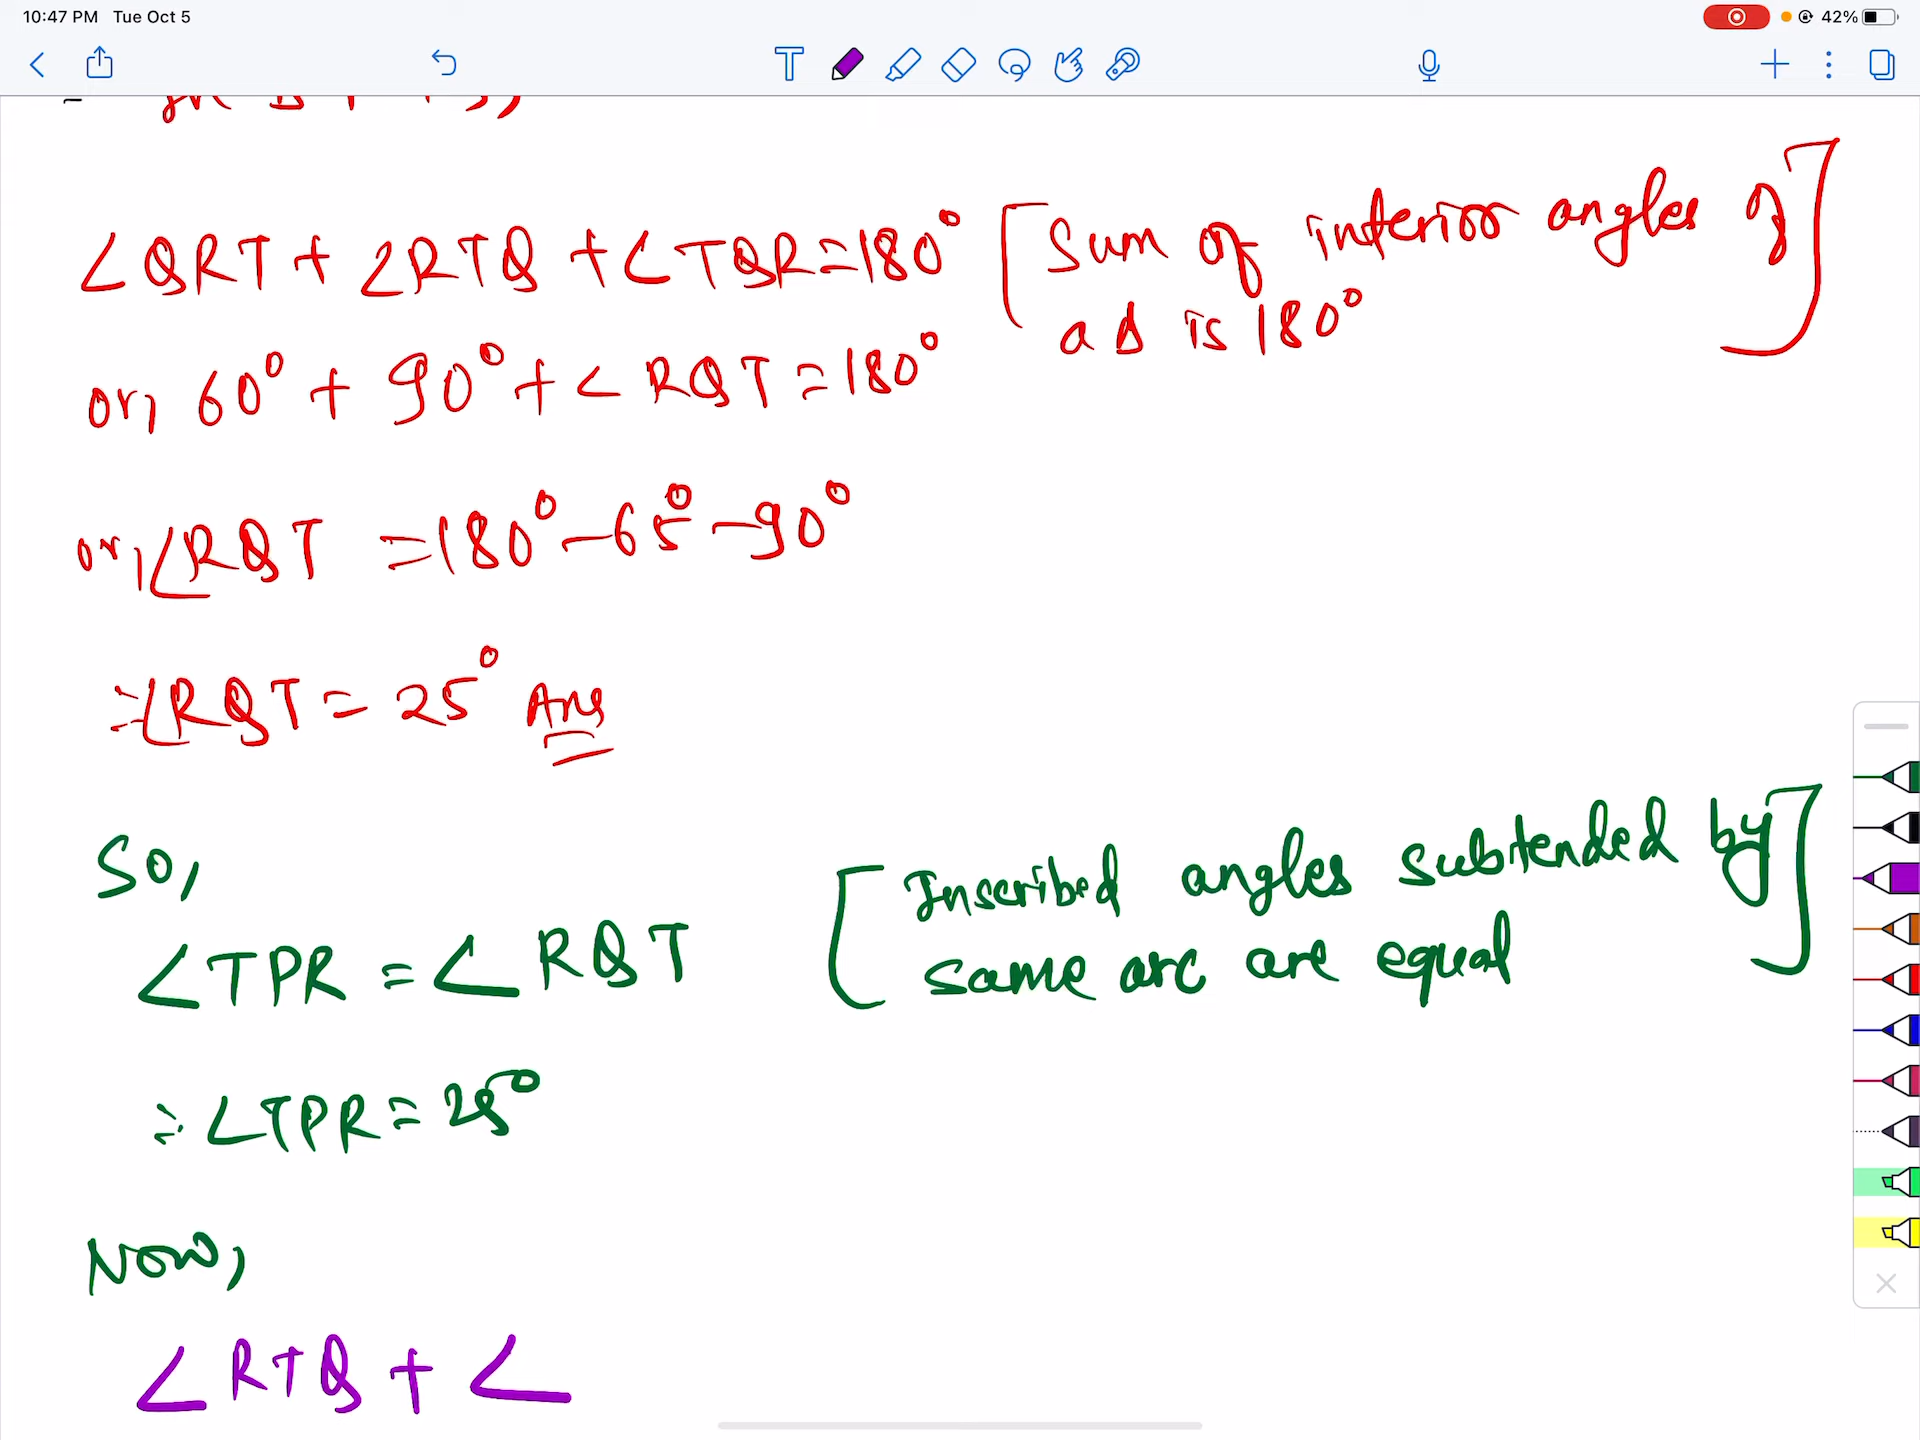 10:47 PM Tue Oct 5 42%
∠QRT + ∠RTQ + ∠TQR = 180° [Sum of interior angles of
a Δ is 180°]
or, 60° + 90° + ∠RQT = 180°
or, ∠RQT = 180° - 65° - 90°
∴ ∠RQT = 25° Ans
So,
∠TPR = ∠RQT [Inscribed angles subtended by
same arc are equal]
∴ ∠TPR = 25°
Now,
∠RTQ + ∠